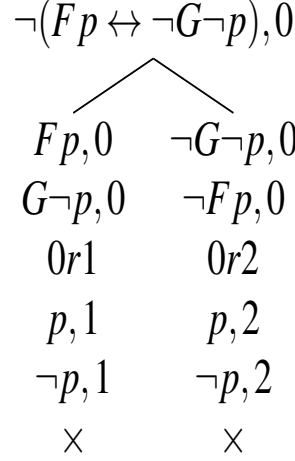 ¬(Fp ↔ ¬G¬p),0
Fp,0 ¬G¬p,0
G¬p,0 ¬Fp,0
0r1 0r2
p,1 p,2
¬p,1 ¬p,2
× ×